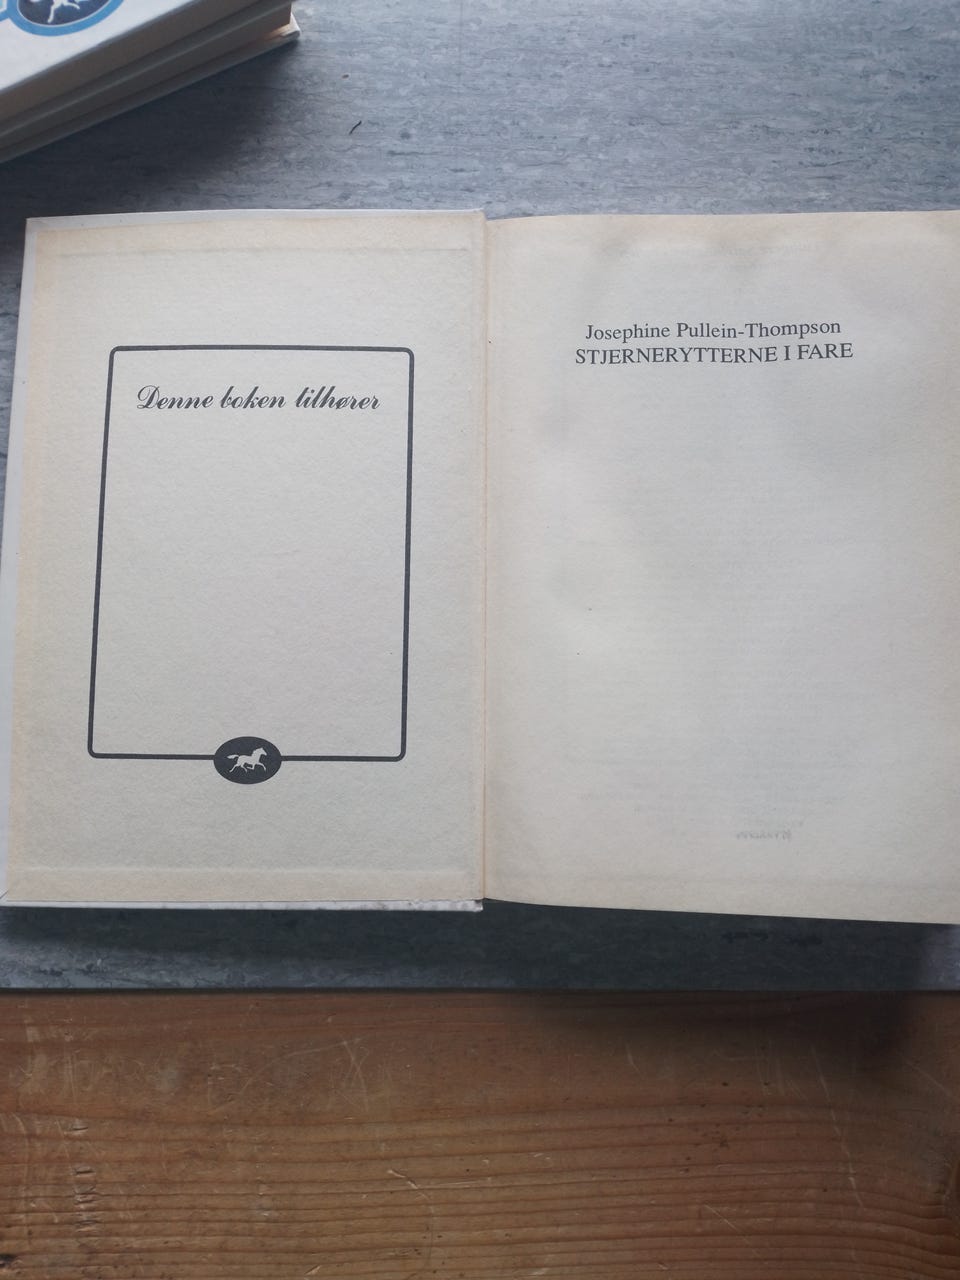 Denne boken tilhører
Josephine Pullein-Thompson
STJERNERYTTERNE I FARE